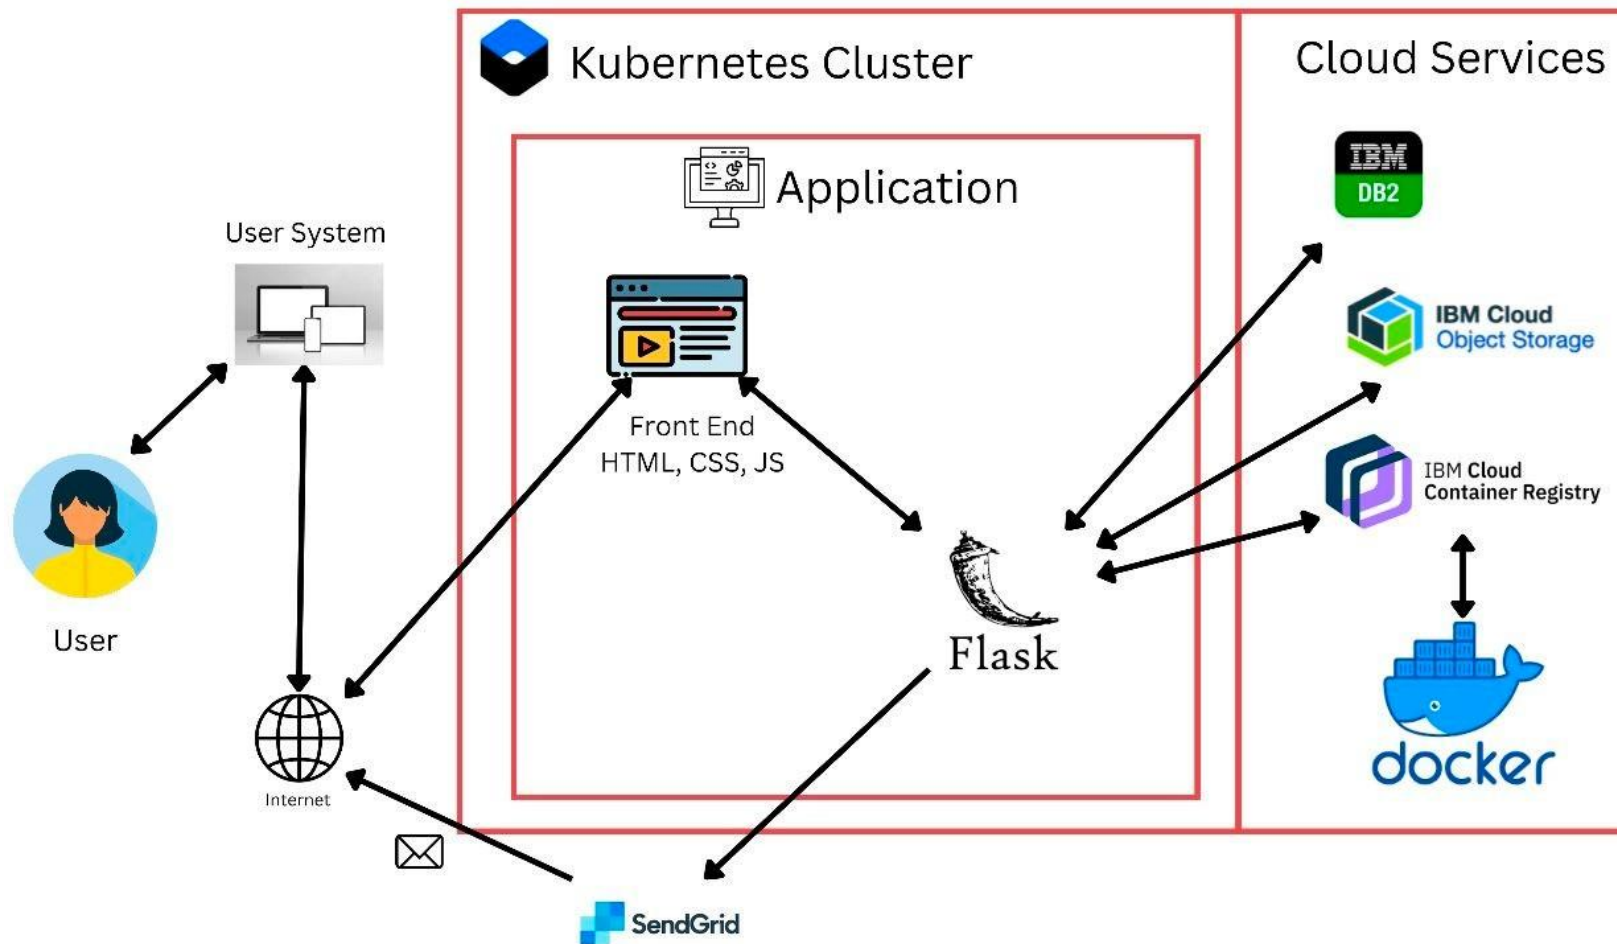 Kubernetes Cluster
Cloud Services
Application
IBM
DB2
User System
IBM Cloud
Object Storage
Front End
HTML, CSS, JS
IBM Cloud
Container Registry
User
Flask
docker
Internet
SendGrid